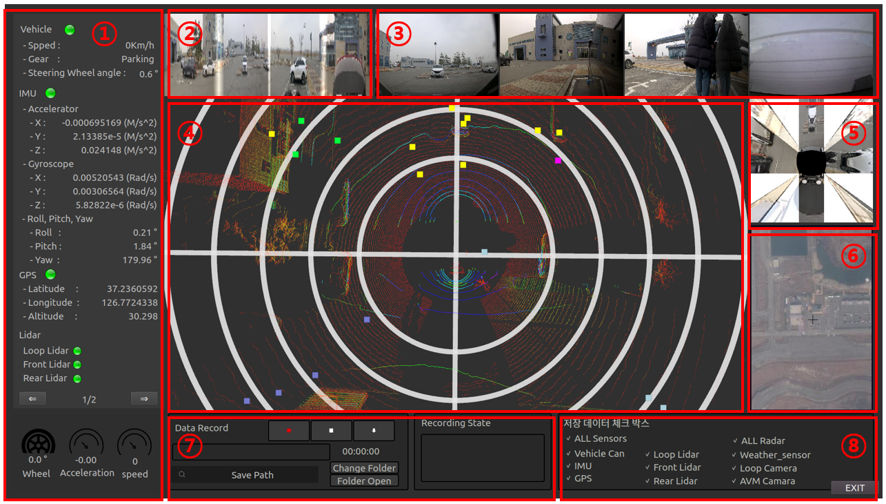 ①
Vehicle
- Spped : 0Km/h
- Gear : Parking
- Steering Wheel angle : 0.6 °
IMU
- Accelerator
- X : -0.000695169 (M/s^2)
- Y : 2.13385e-5 (M/s^2)
- Z : 0.024148 (M/s^2)
- Gyroscope
- X : 0.00520543 (Rad/s)
- Y : 0.00306564 (Rad/s)
- Z : 5.82822e-6 (Rad/s)
- Roll, Pitch, Yaw
- Roll : 0.21 °
- Pitch : 1.84 °
- Yaw : 179.96 °
GPS
- Latitude : 37.2360592
- Longitude : 126.7724338
- Altitude : 30.298
Lidar
Loop Lidar
Front Lidar
Rear Lidar
⇐ 1/2 ⇒
0.0 ° -0.00 0
Wheel Acceleration speed
②
③
④
⑤
⑥
⑦
Data Record
00:00:00
Save Path
Change Folder
Folder Open
Recording State
⑧
저장 데이터 체크 박스
✓ ALL Sensors
✓ Vehicle Can
✓ IMU
✓ GPS
✓ Loop Lidar
✓ Front Lidar
✓ Rear Lidar
✓ ALL Radar
✓ Weather_sensor
✓ Loop Camera
✓ AVM Camara
EXIT